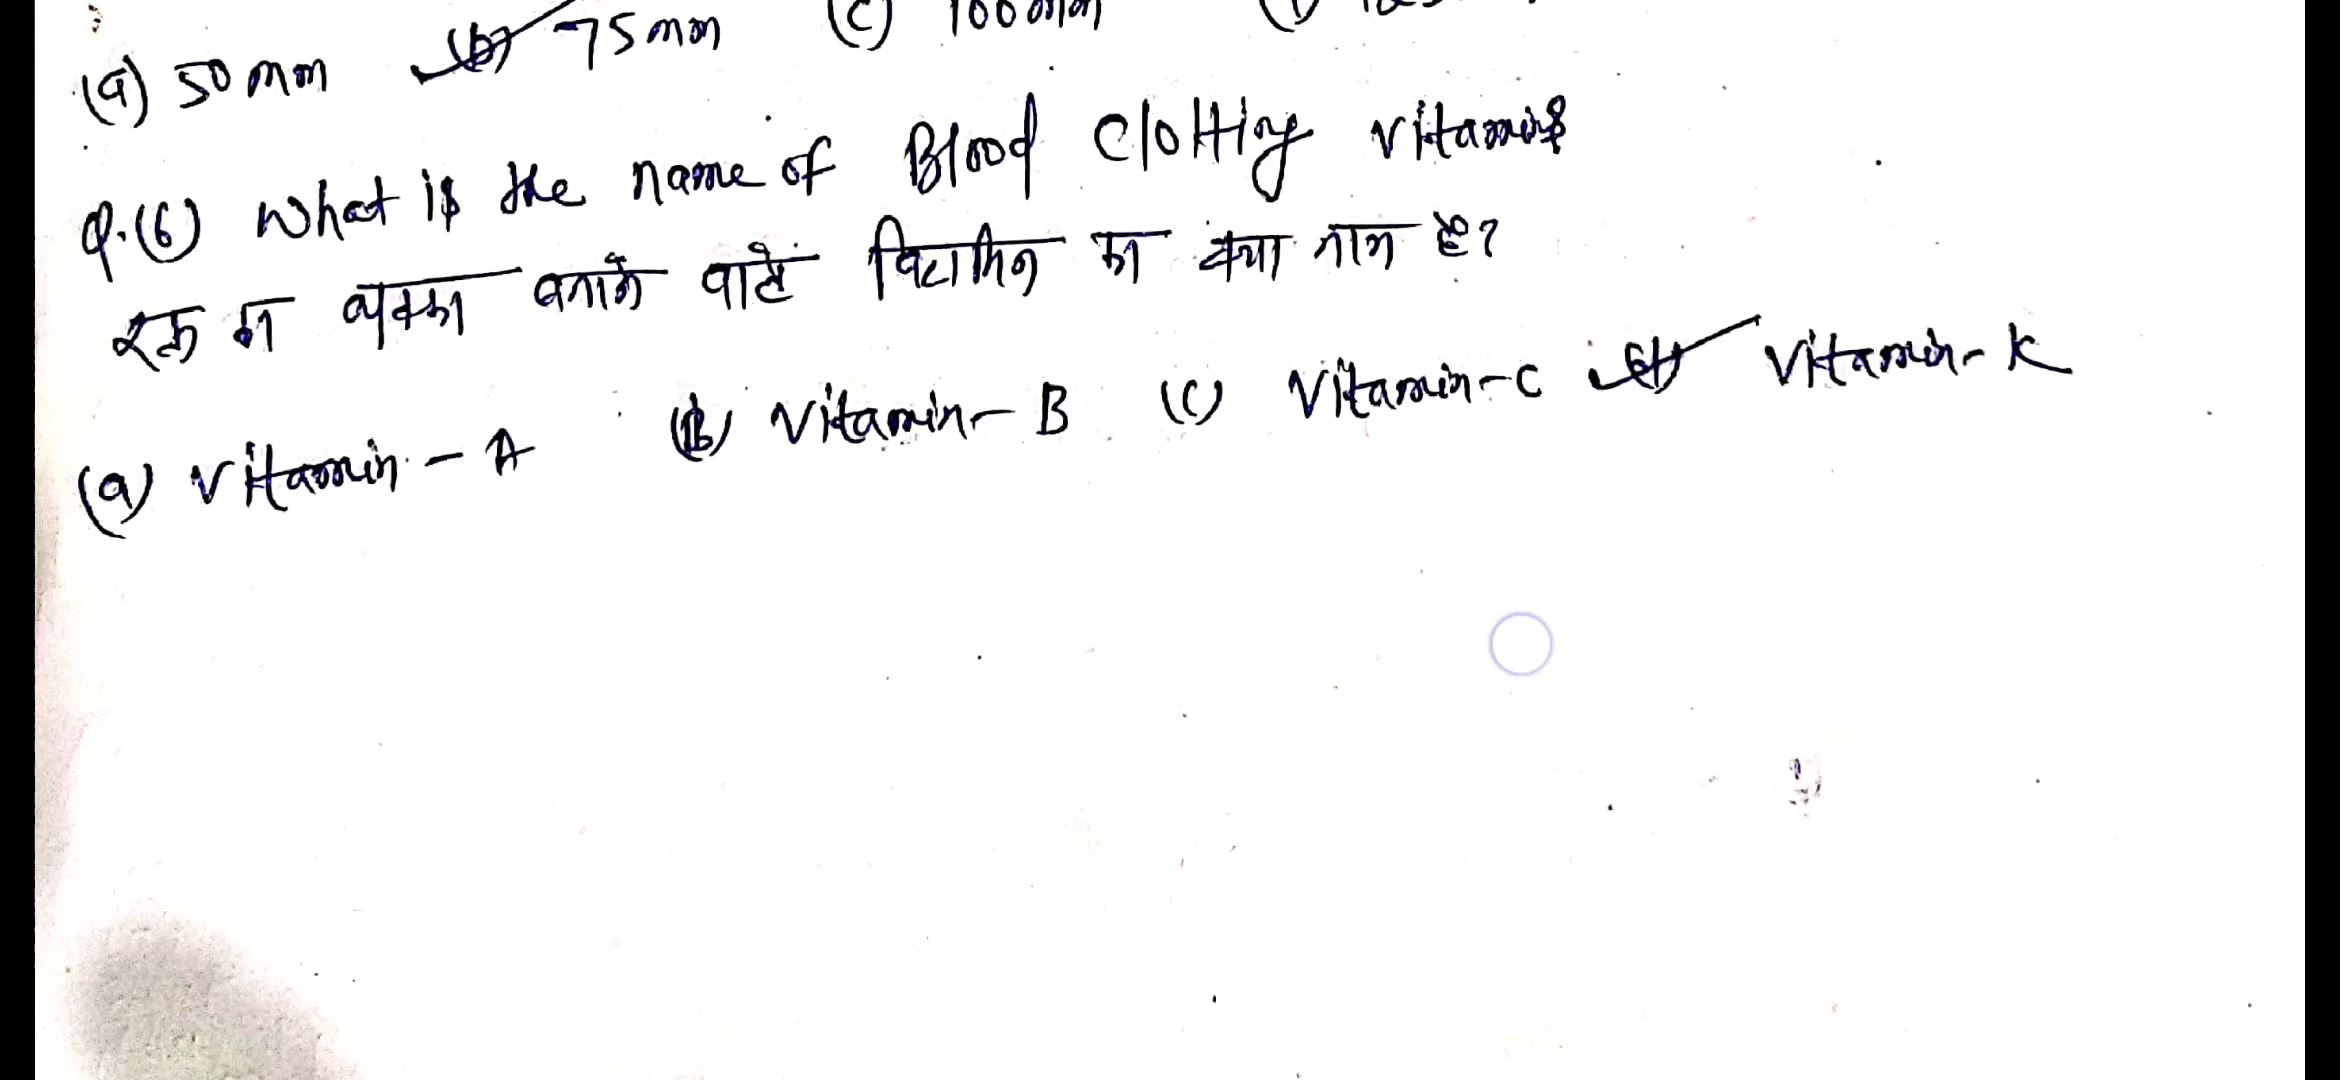 (a) 50 mm (b) 75 mm (c) 100 mm
Q.(6) What is the name of Blood Clotting vitamin?
रक्त का थक्का बनाने वाले विटामिन का क्या नाम है?
(a) Vitamin - A (b) Vitamin - B (c) Vitamin - C (d) Vitamin - K